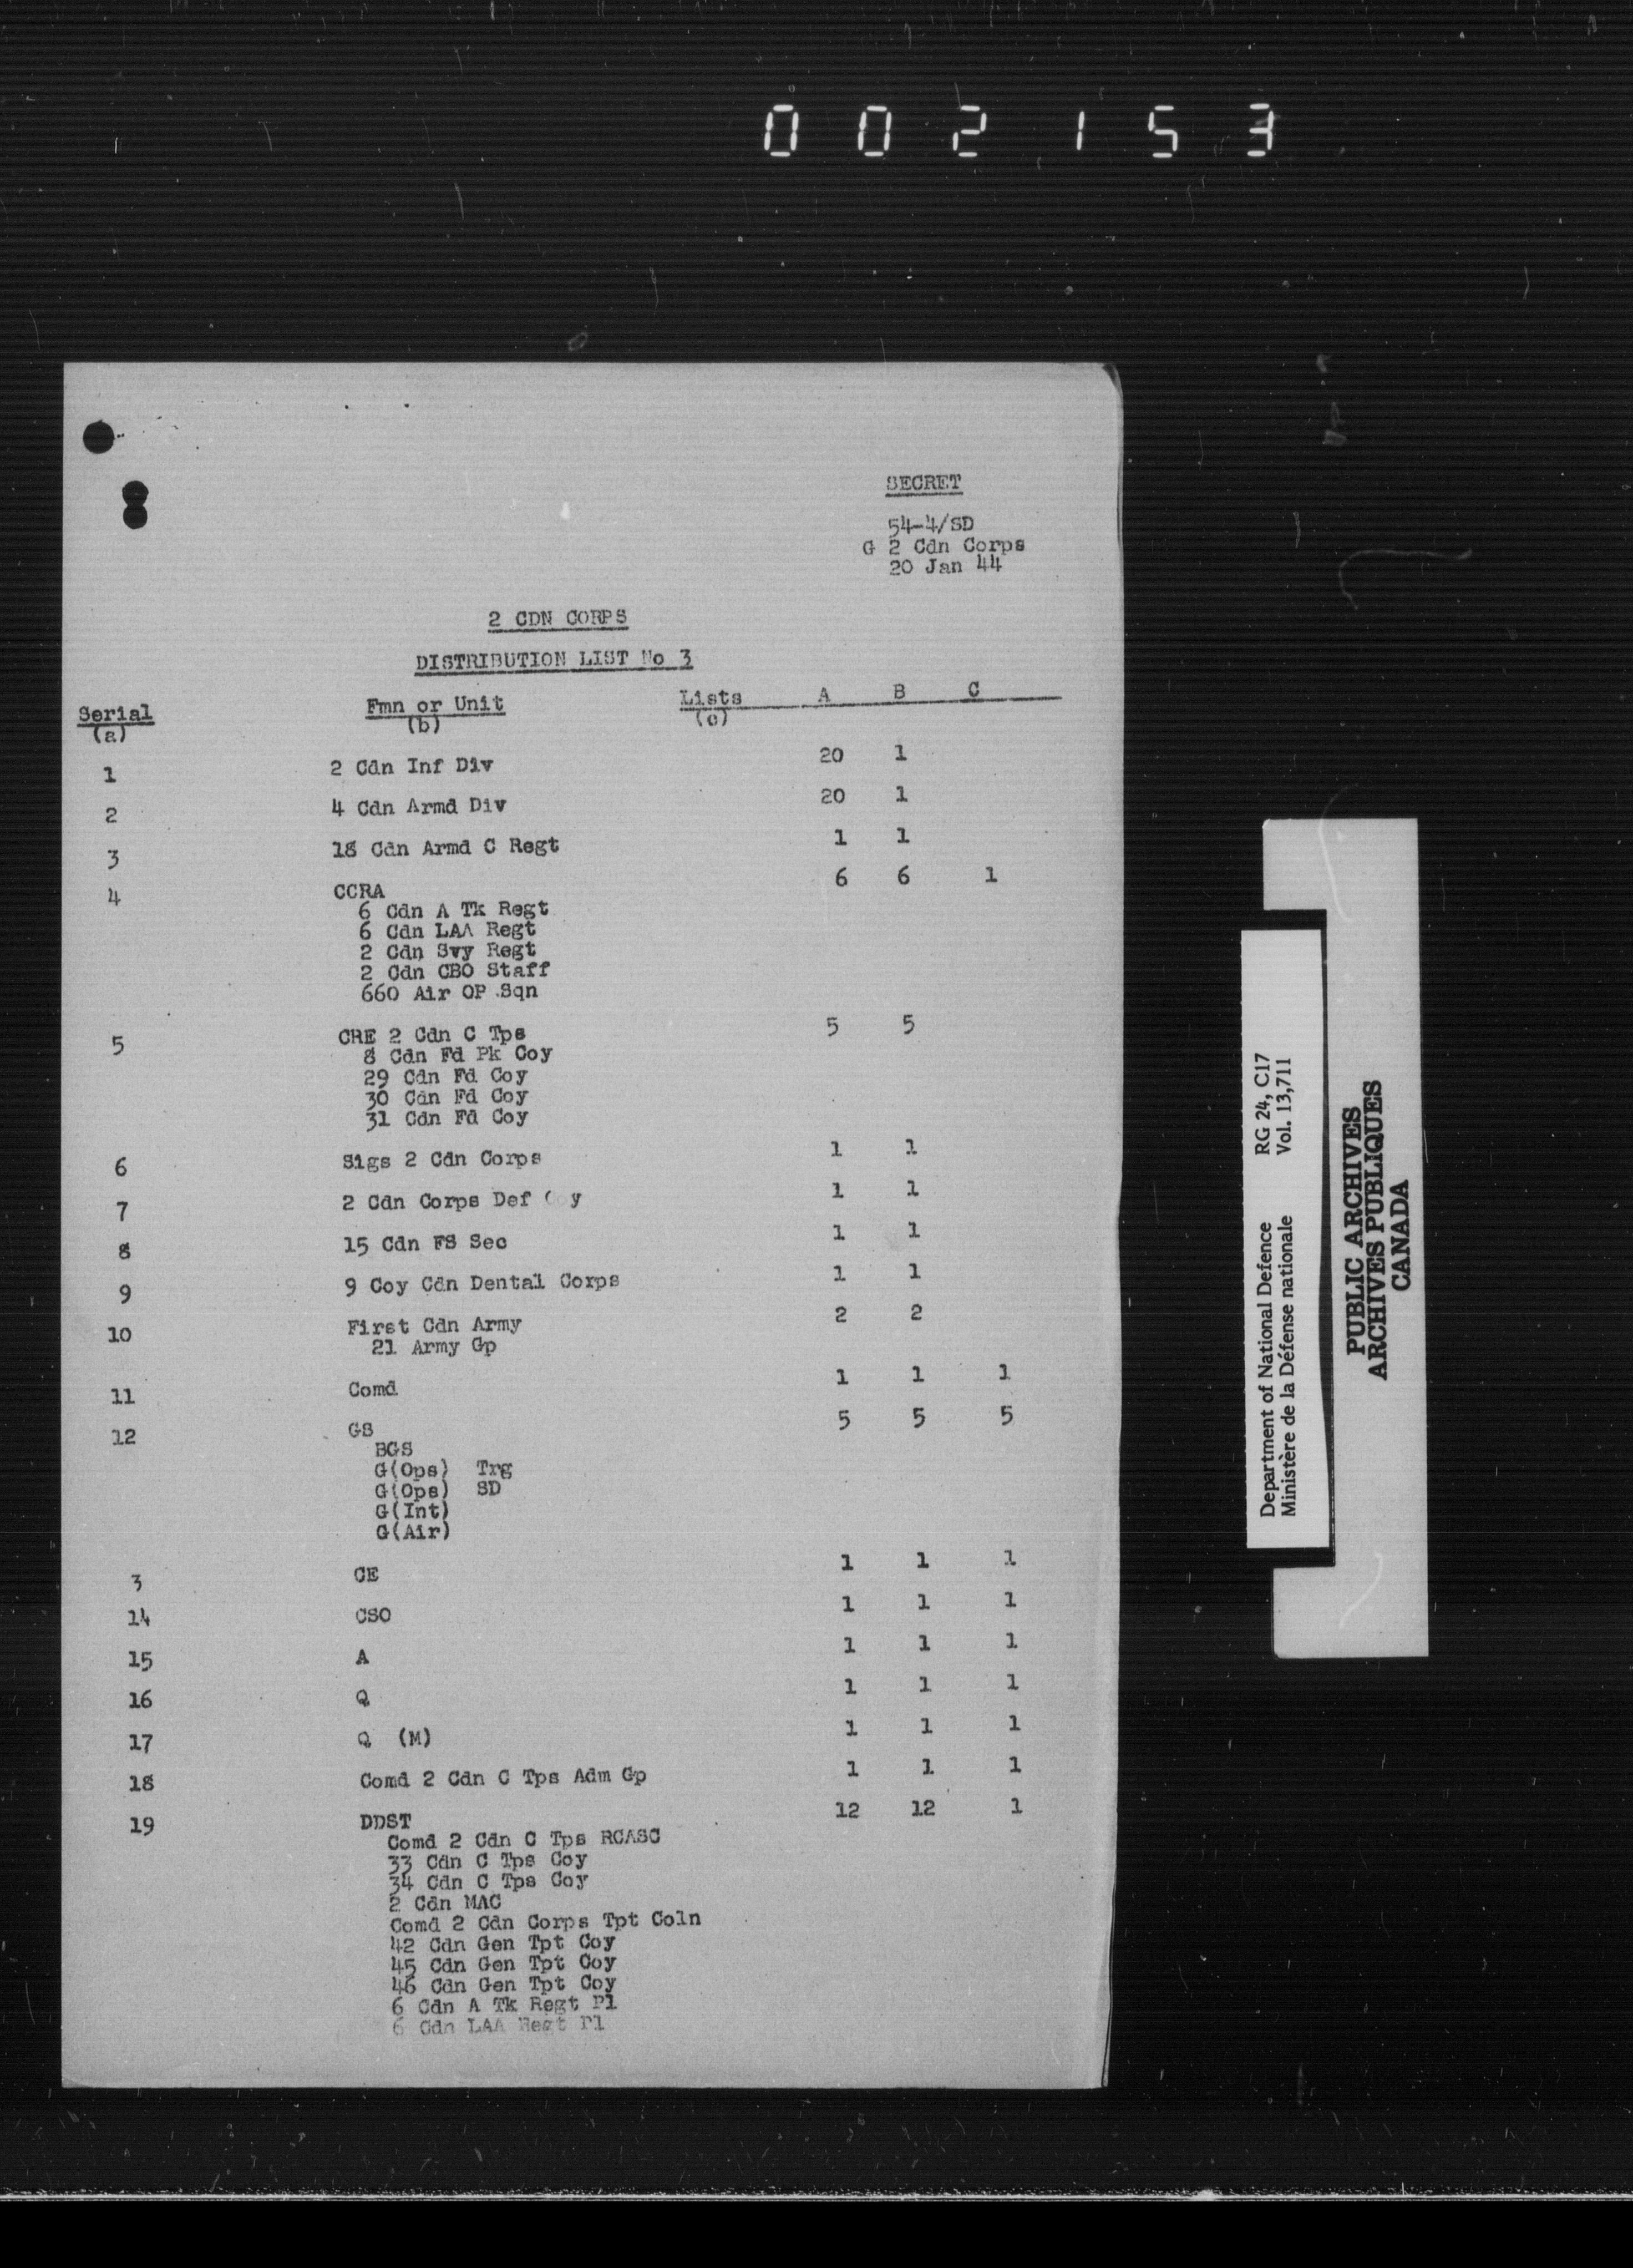 002153
SECRET
54-4/SD
G 2 Cdn Corps
20 Jan 44
2 CDN CORPS
DISTRIBUTION LIST No 3
Serial Fmn or Unit Lists A B C
(a) (b) (c)
1 2 Cdn Inf Div 20 1
2 4 Cdn Armd Div 20 1
3 18 Cdn Armd C Regt 1 1
4 CCRA 6 6 1
6 Cdn A Tk Regt
6 Cdn LAA Regt
2 Cdn Svy Regt
2 Cdn CBO Staff
660 Air OP Sqn
5 CRE 2 Cdn C Tps 5 5
8 Cdn Fd Pk Coy
29 Cdn Fd Coy
30 Cdn Fd Coy
31 Cdn Fd Coy
6 Sigs 2 Cdn Corps 1 1
7 2 Cdn Corps Def Coy 1 1
8 15 Cdn FS Sec 1 1
9 9 Coy Cdn Dental Corps 1 1
10 First Cdn Army 2 2
21 Army Gp
11 Comd 1 1 1
12 GS 5 5 5
BGS
G(Ops) Trg
G(Ops) SD
G(Int)
G(Air)
3 CE 1 1 1
14 CSO 1 1 1
15 A 1 1 1
16 Q 1 1 1
17 Q (M) 1 1 1
18 Comd 2 Cdn C Tps Adm Gp 1 1 1
19 DDST 12 12 1
Comd 2 Cdn C Tps RCASC
33 Cdn C Tps Coy
34 Cdn C Tps Coy
2 Cdn MAC
Comd 2 Cdn Corps Tpt Coln
42 Cdn Gen Tpt Coy
45 Cdn Gen Tpt Coy
46 Cdn Gen Tpt Coy
6 Cdn A Tk Regt Pl
6 Cdn LAA Regt Pl
Department of National Defence RG 24, C17
Ministère de la Défense nationale Vol. 13,711
PUBLIC ARCHIVES
ARCHIVES PUBLIQUES
CANADA